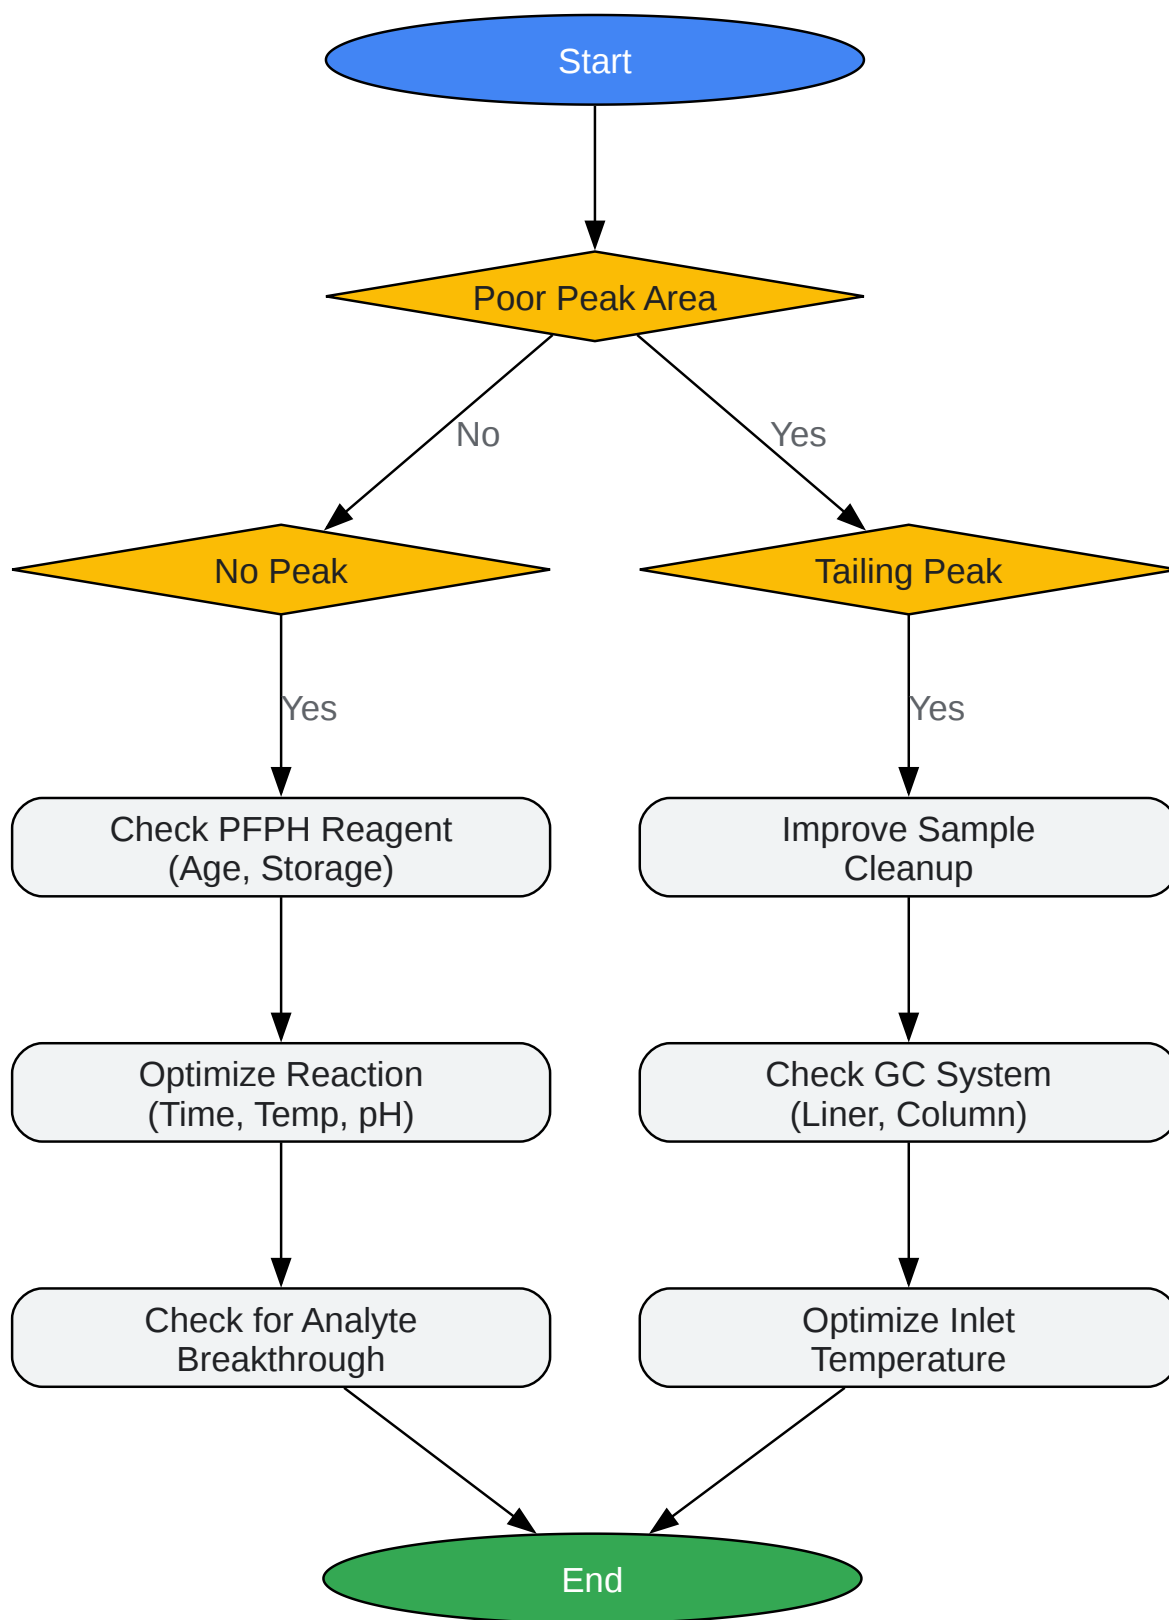 Start
Poor Peak Area
No
Yes
No Peak
Tailing Peak
Yes
Yes
Check PFPH Reagent
(Age, Storage)
Improve Sample
Cleanup
Optimize Reaction
(Time, Temp, pH)
Check GC System
(Liner, Column)
Check for Analyte
Breakthrough
Optimize Inlet
Temperature
End